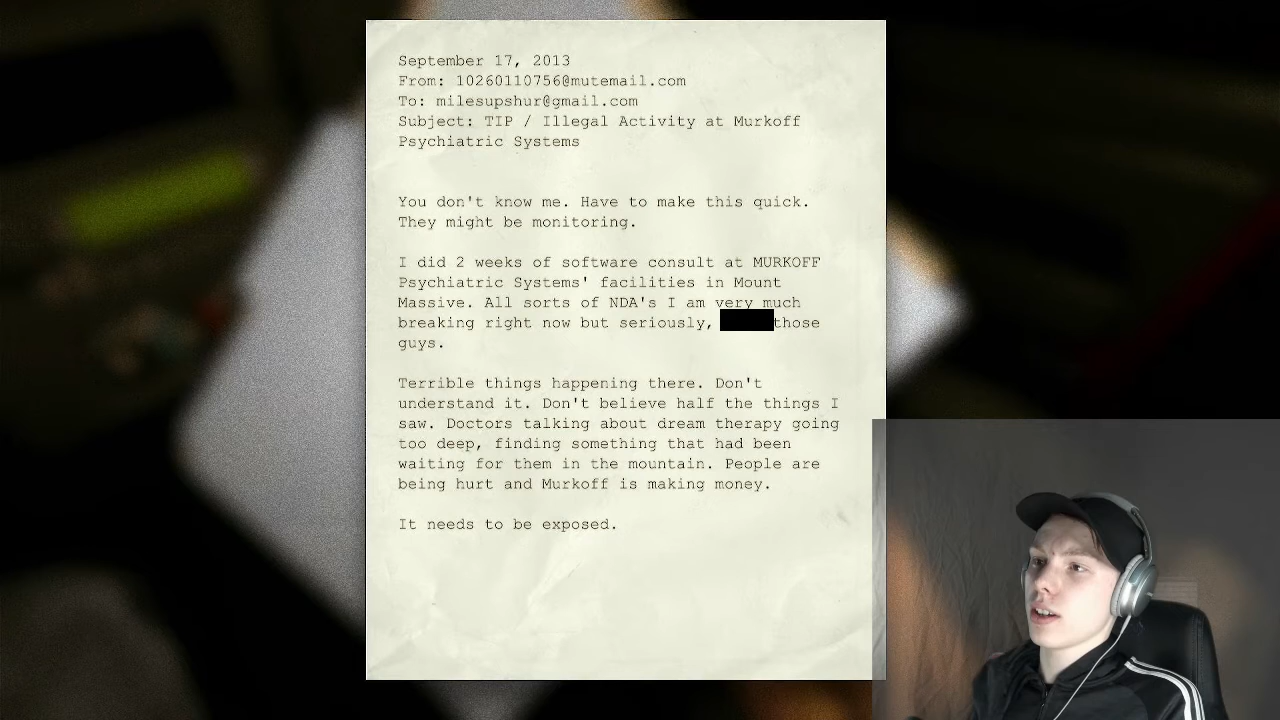 September 17, 2013
From: 10260110756@mutemail.com
To: milesupshur@gmail.com
Subject: TIP / Illegal Activity at Murkoff
Psychiatric Systems
You don't know me. Have to make this quick.
They might be monitoring.
I did 2 weeks of software consult at MURKOFF
Psychiatric Systems' facilities in Mount
Massive. All sorts of NDA's I am very much
breaking right now but seriously, those
guys.
Terrible things happening there. Don't
understand it. Don't believe half the things I
saw. Doctors talking about dream therapy going
too deep, finding something that had been
waiting for them in the mountain. People are
being hurt and Murkoff is making money.
It needs to be exposed.